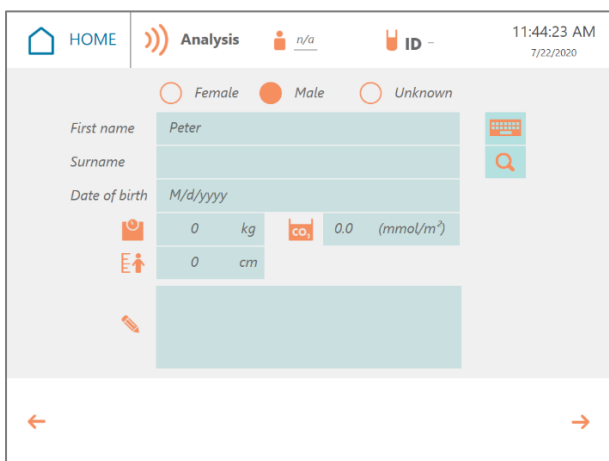 HOME Analysis n/a ID - 11:44:23 AM
7/22/2020
Female Male Unknown
First name Peter
Surname
Date of birth M/d/yyyy
0 kg CO₂ 0.0 (mmol/m²)
0 cm